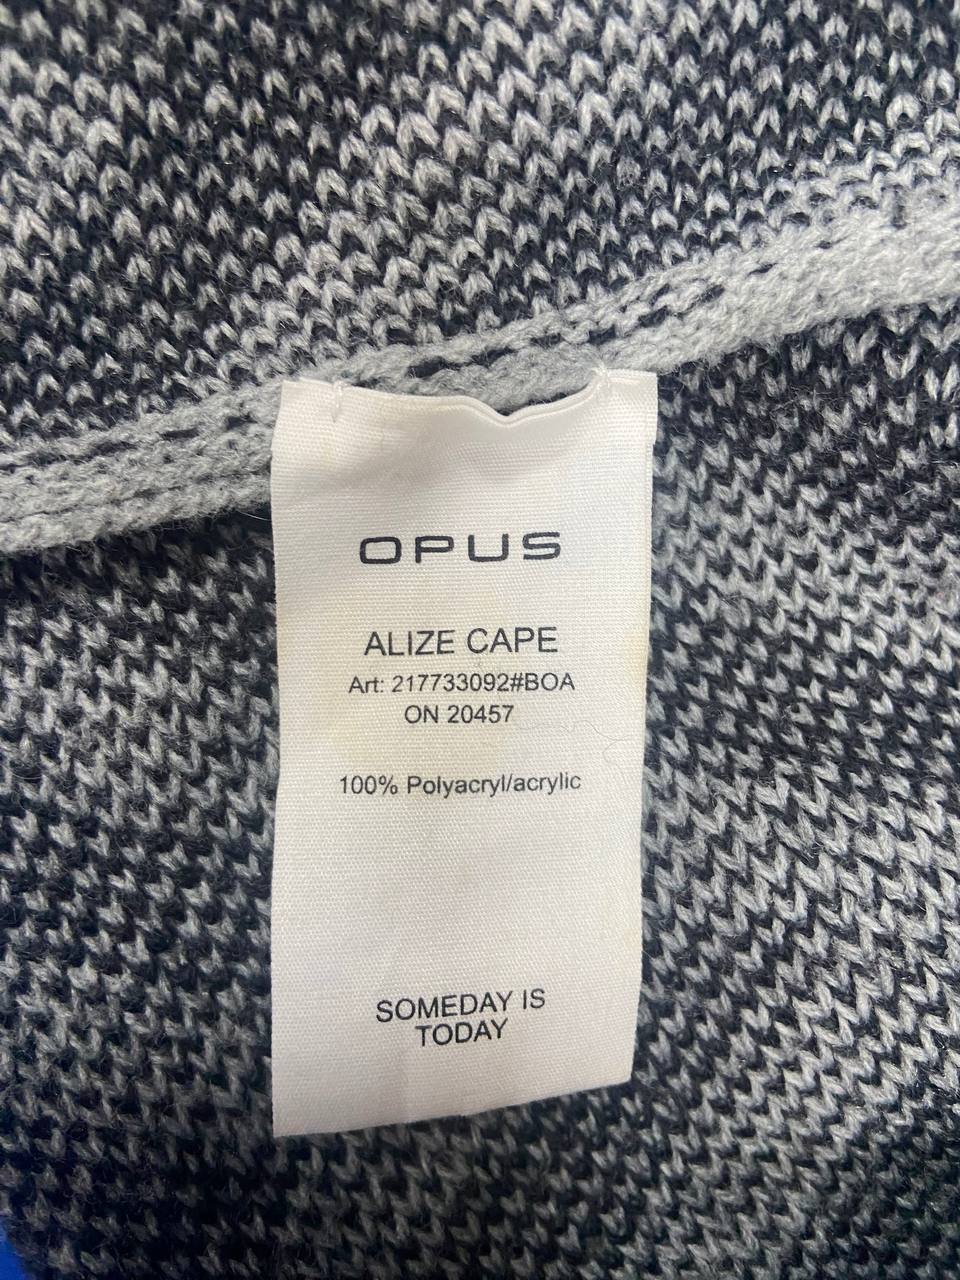 OPUS
ALIZE CAPE
Art: 217733092#BOA
ON 20457
100% Polyacryl/acrylic
SOMEDAY IS
TODAY